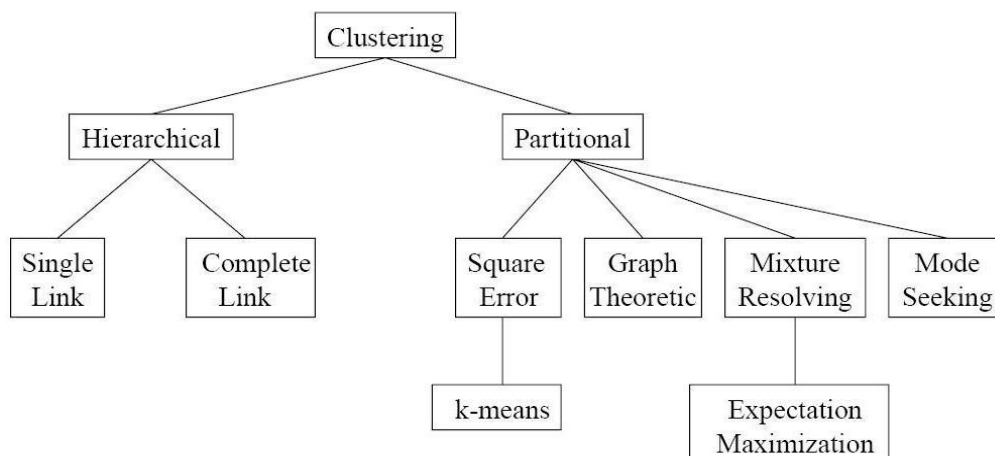 Clustering
Hierarchical
Partitional
Single
Link
Complete
Link
Square
Error
Graph
Theoretic
Mixture
Resolving
Mode
Seeking
k-means
Expectation
Maximization